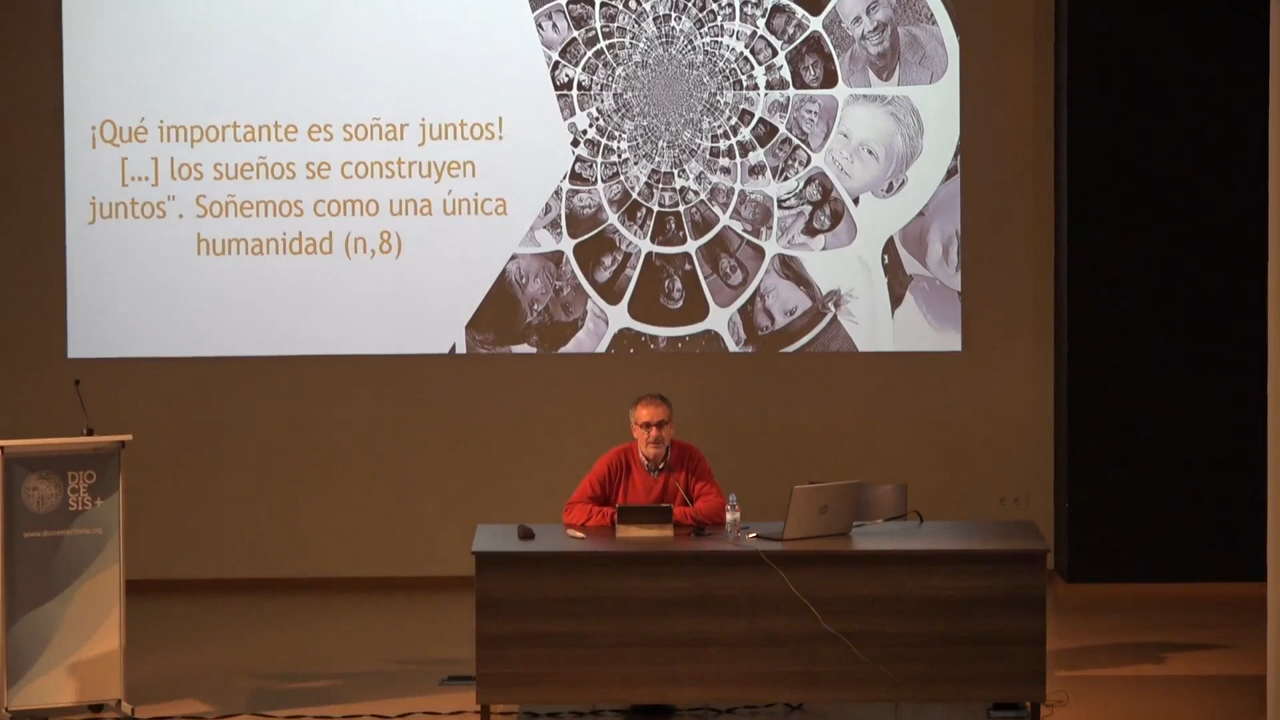 ¡Qué importante es soñar juntos!
[...] los sueños se construyen
juntos". Soñemos como una única
humanidad (n,8)
DIO
CE
SIS+